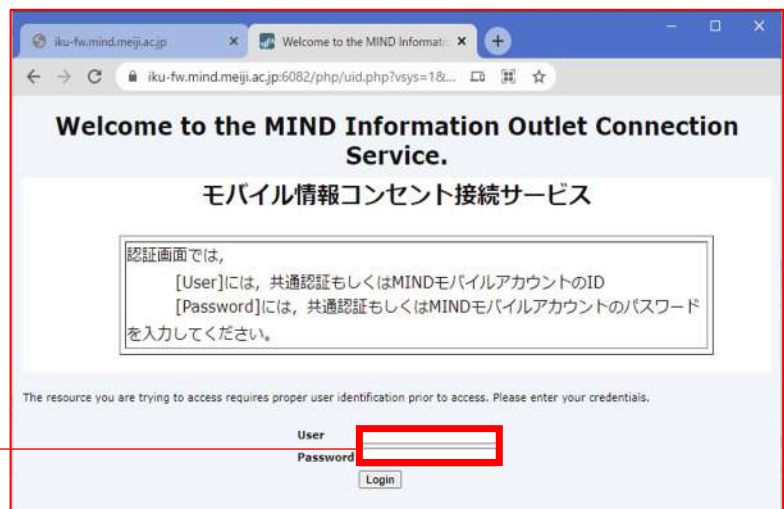 iku-fw.mind.meiji.ac.jp
Welcome to the MIND Informati
iku-fw.mind.meiji.ac.jp:6082/php/uid.php?vsys=1&...
Welcome to the MIND Information Outlet Connection
Service.
モバイル情報コンセント接続サービス
認証画面では，
[User]には，共通認証もしくはMINDモバイルアカウントのID
[Password]には，共通認証もしくはMINDモバイルアカウントのパスワード
を入力してください。
The resource you are trying to access requires proper user identification prior to access. Please enter your credentials.
User
Password
Login